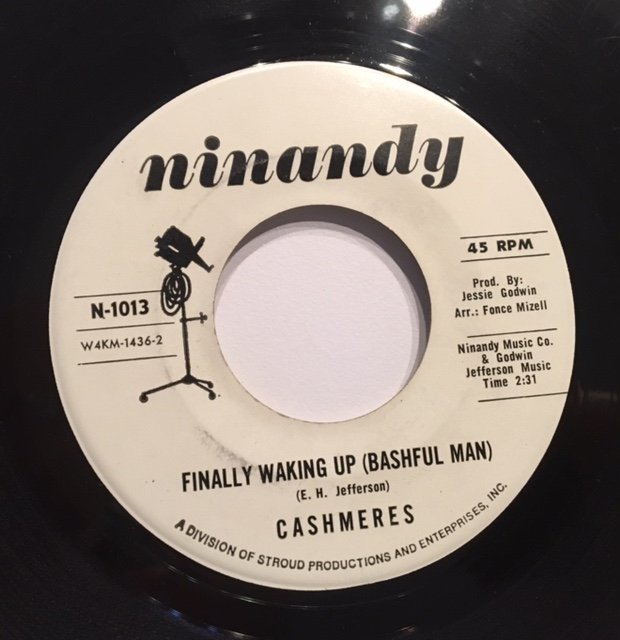 ninandy
45 RPM
N-1013
W4KM-1436-2
Prod. By:
Jessie Godwin
Arr.: Fonce Mizell
Ninandy Music Co.
& Godwin
Jefferson Music
Time 2:31
FINALLY WAKING UP (BASHFUL MAN)
(E. H. Jefferson)
CASHMERES
A DIVISION OF STROUD PRODUCTIONS AND ENTERPRISES, INC.